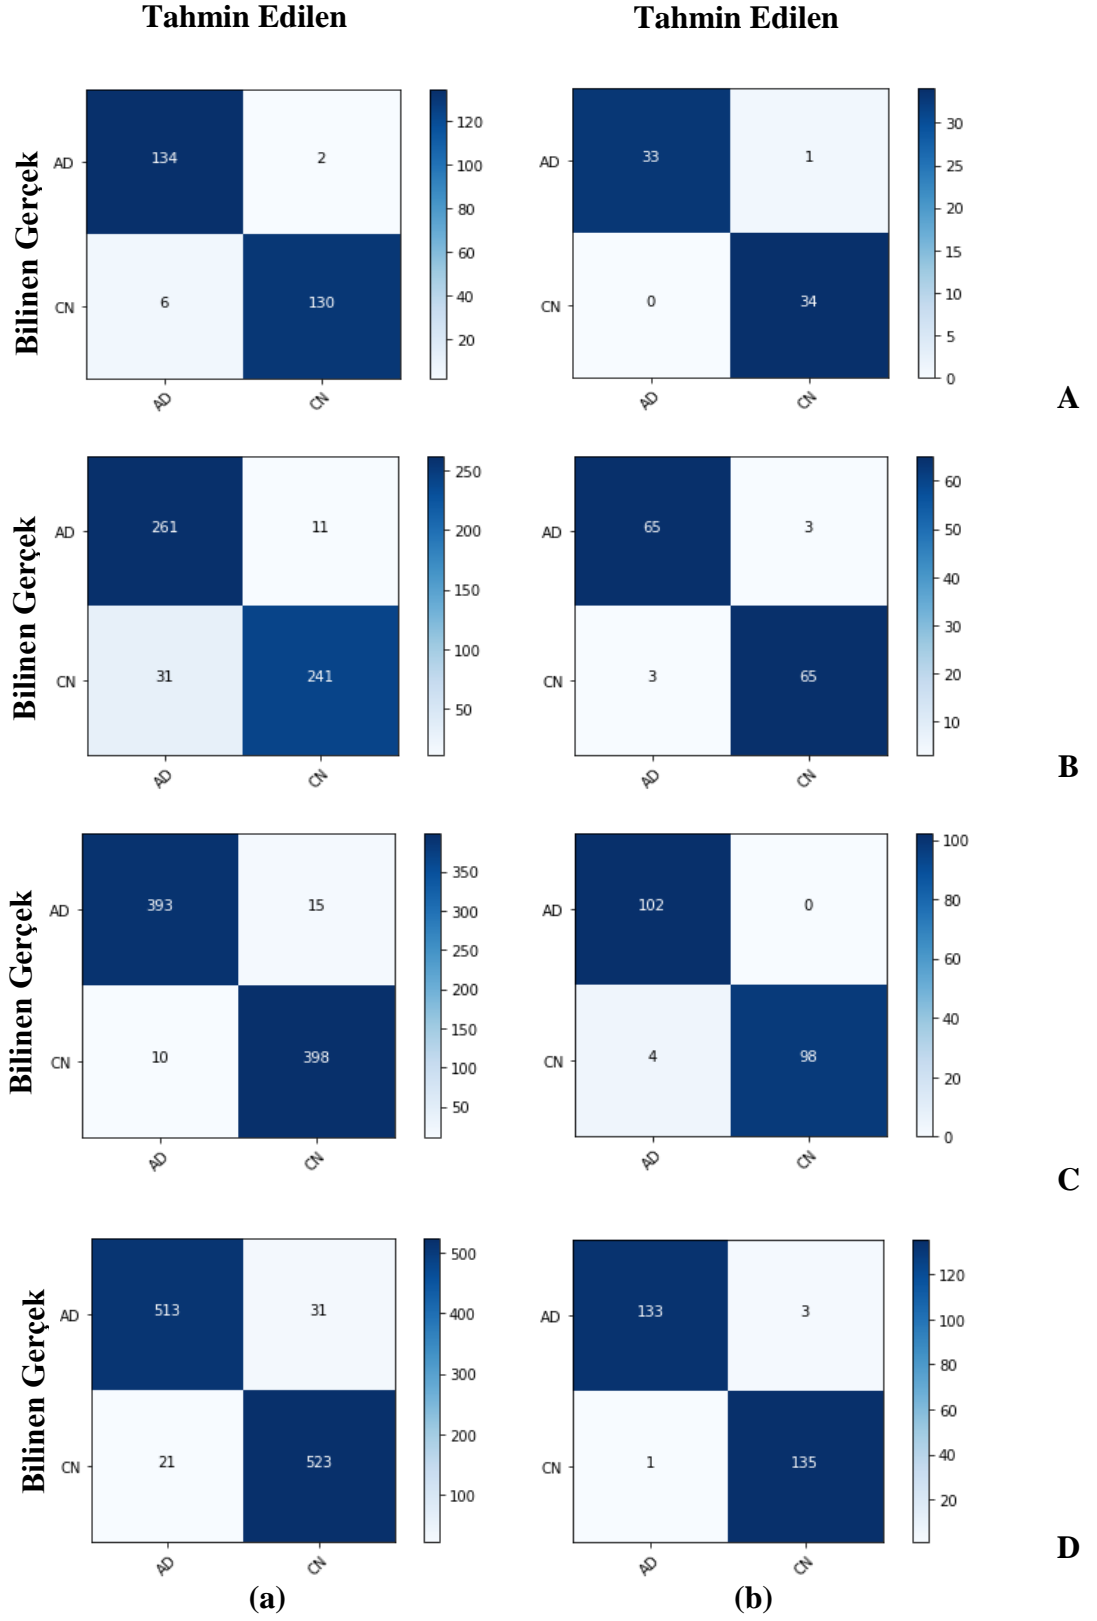 Tahmin Edilen Tahmin Edilen
Bilinen Gerçek
AD 134 2
CN 6 130
AD CN
120
100
80
60
40
20
AD 33 1
CN 0 34
AD CN
30
25
20
15
10
5
0
A
Bilinen Gerçek
AD 261 11
CN 31 241
AD CN
250
200
150
100
50
AD 65 3
CN 3 65
AD CN
60
50
40
30
20
10
B
Bilinen Gerçek
AD 393 15
CN 10 398
AD CN
350
300
250
200
150
100
50
AD 102 0
CN 4 98
AD CN
100
80
60
40
20
0
C
Bilinen Gerçek
AD 513 31
CN 21 523
AD CN
500
400
300
200
100
AD 133 3
CN 1 135
AD CN
120
100
80
60
40
20
D
(a) (b)